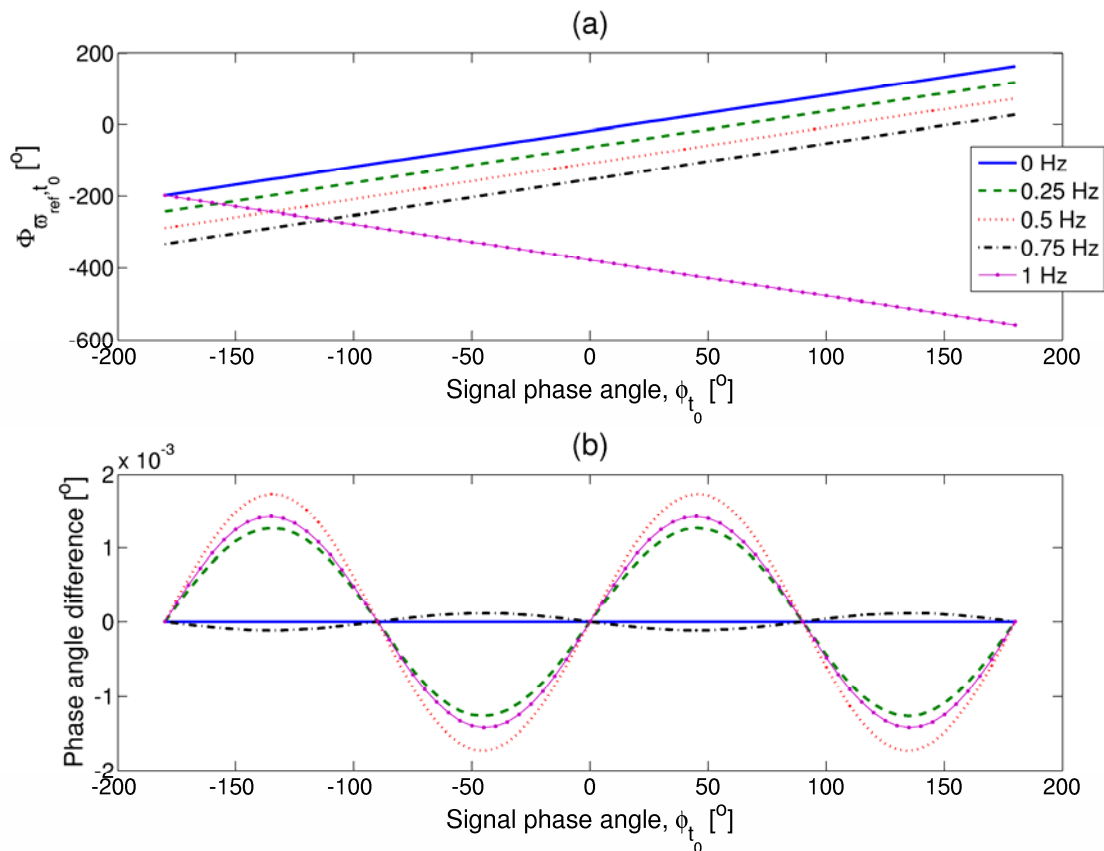 (a)
Φϖref,t0 [o]
200
0
-200
-400
-600
-200
-150
-100
-50
0
50
100
150
200
Signal phase angle, ϕt0 [o]
0 Hz
0.25 Hz
0.5 Hz
0.75 Hz
1 Hz
(b)
x 10-3
Phase angle difference [o]
2
1
0
-1
-2
-200
-150
-100
-50
0
50
100
150
200
Signal phase angle, ϕt0 [o]